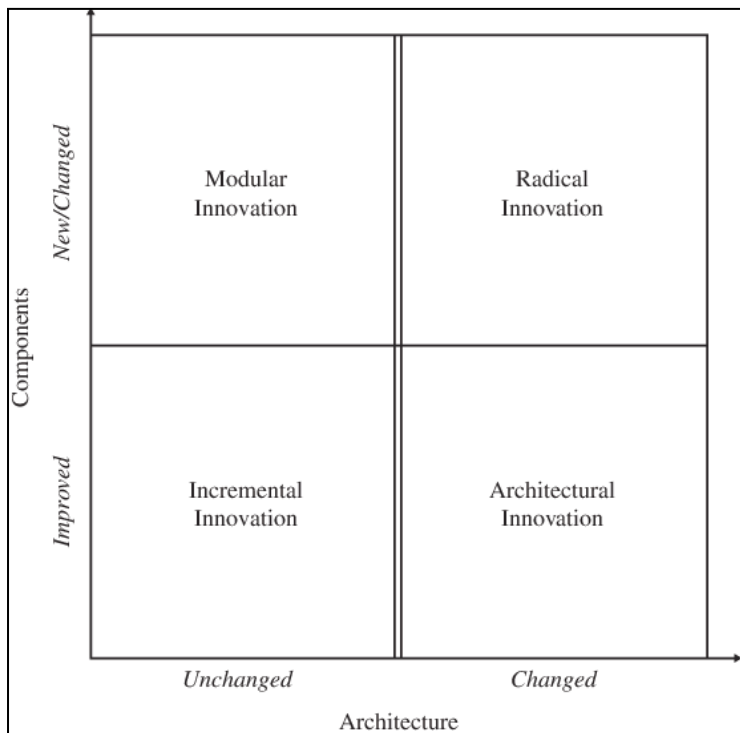 New/Changed
Modular
Innovation
Radical
Innovation
Components
Improved
Incremental
Innovation
Architectural
Innovation
Unchanged
Changed
Architecture